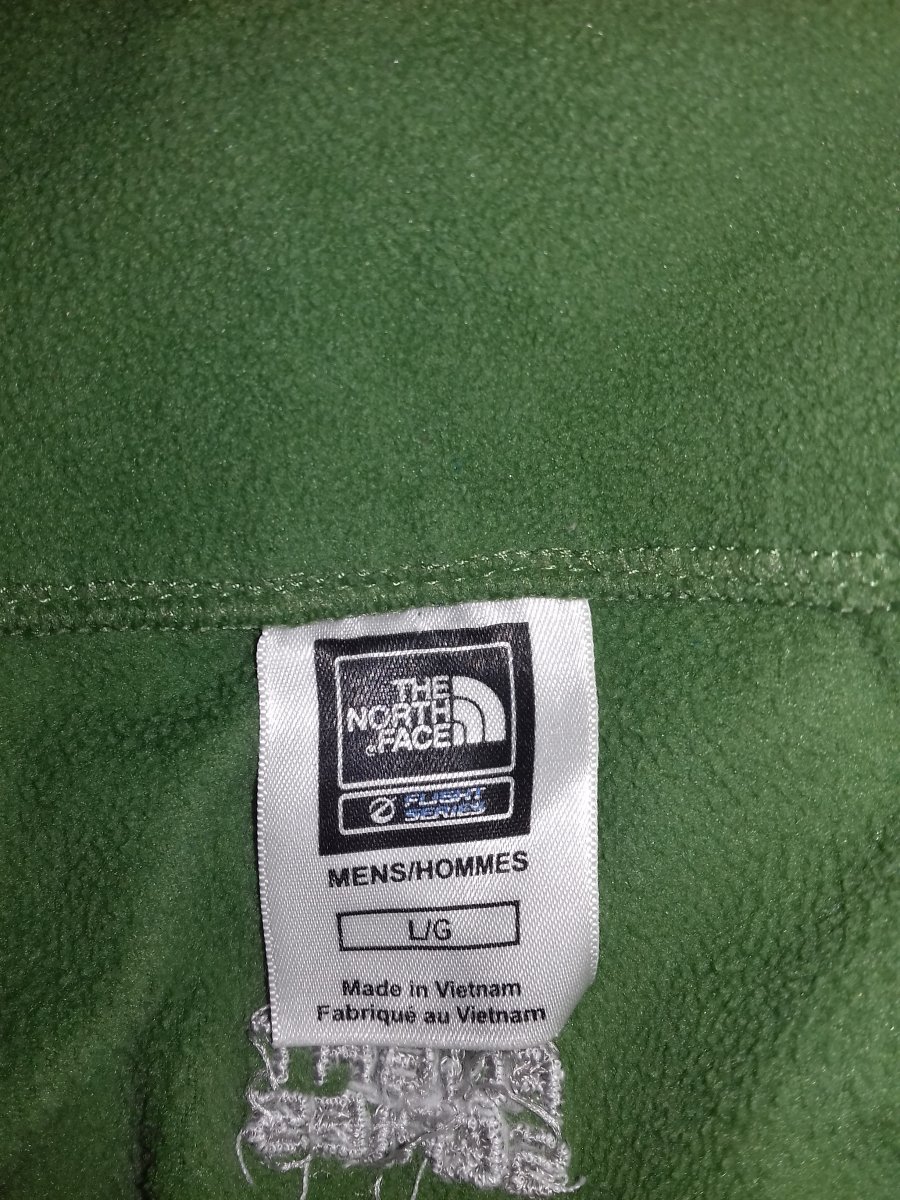 THE
NORTH
FACE
FLIGHT
SERIES
MENS/HOMMES
L/G
Made in Vietnam
Fabrique au Vietnam